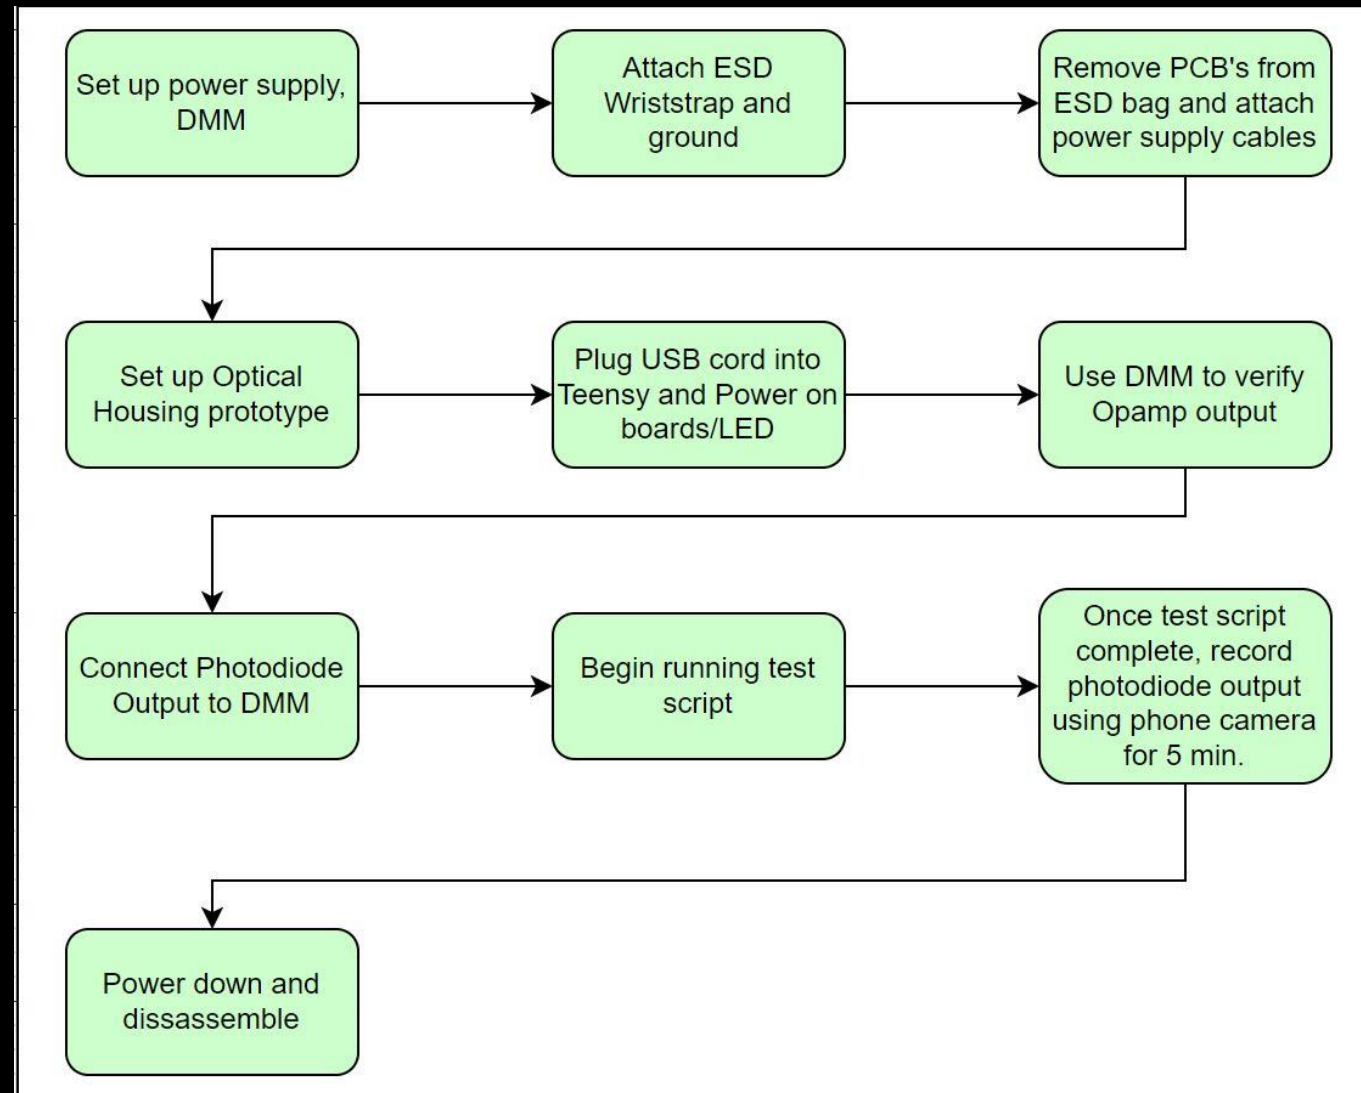 Set up power supply,
DMM
Attach ESD
Wriststrap and
ground
Remove PCB's from
ESD bag and attach
power supply cables
Set up Optical
Housing prototype
Plug USB cord into
Teensy and Power on
boards/LED
Use DMM to verify
Opamp output
Connect Photodiode
Output to DMM
Begin running test
script
Once test script
complete, record
photodiode output
using phone camera
for 5 min.
Power down and
dissassemble